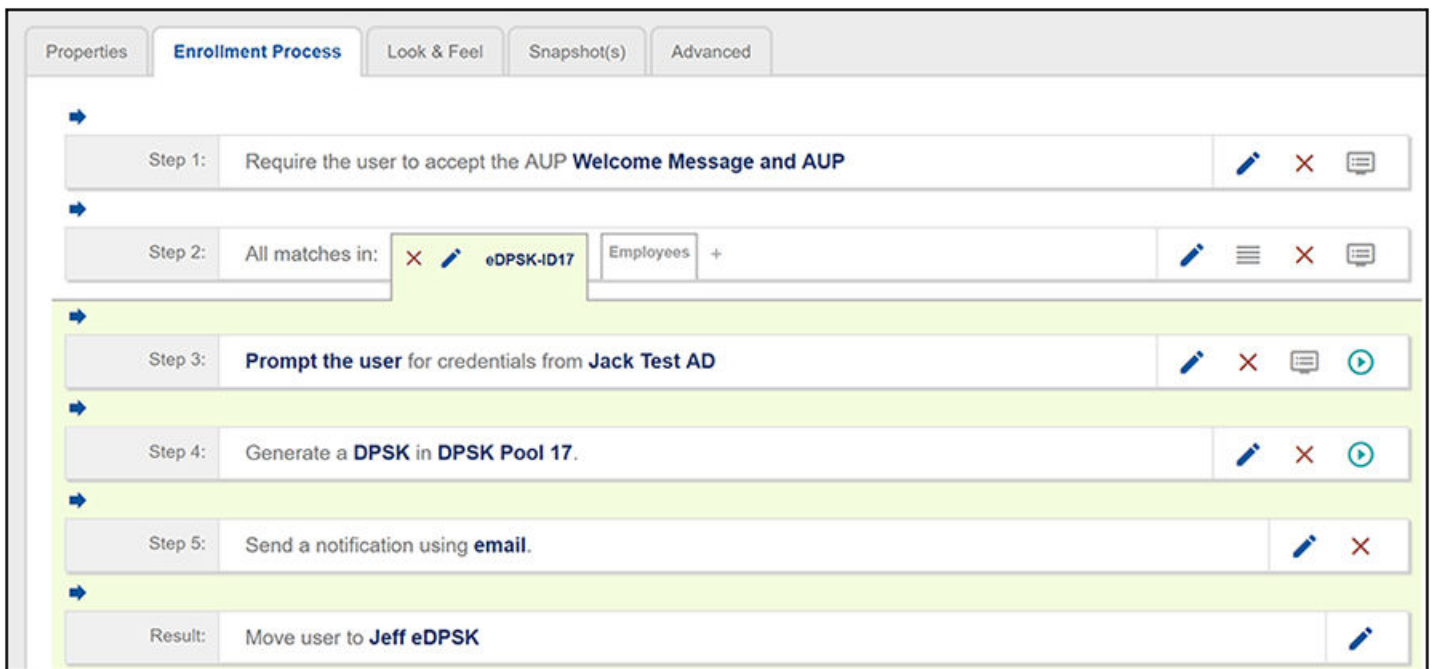 Properties Enrollment Process Look & Feel Snapshot(s) Advanced
Step 1: Require the user to accept the AUP Welcome Message and AUP
Step 2: All matches in: eDPSK-ID17 Employees +
Step 3: Prompt the user for credentials from Jack Test AD
Step 4: Generate a DPSK in DPSK Pool 17.
Step 5: Send a notification using email.
Result: Move user to Jeff eDPSK